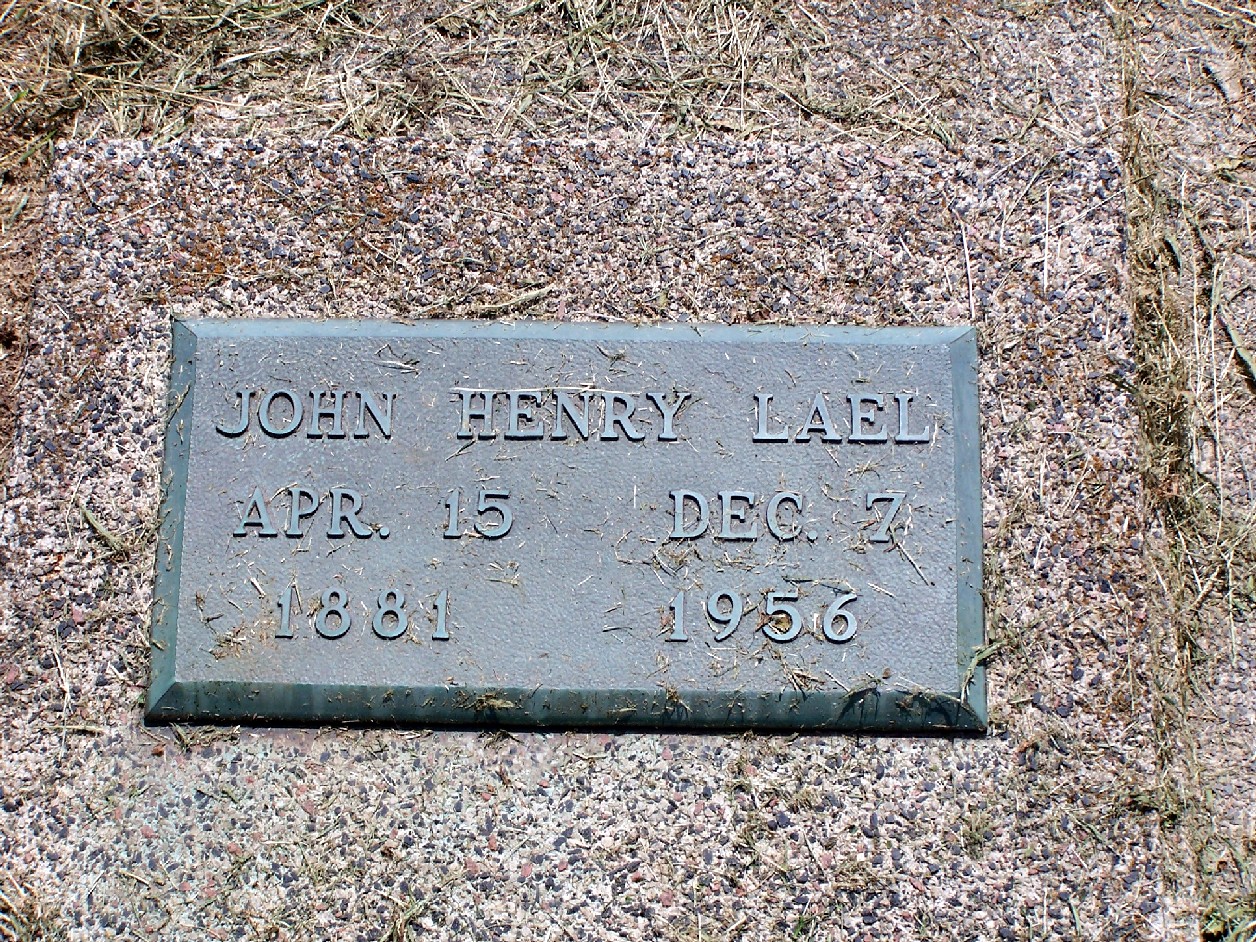 JOHN HENRY LAEL
APR. 15 DEC. 7
1881 1956